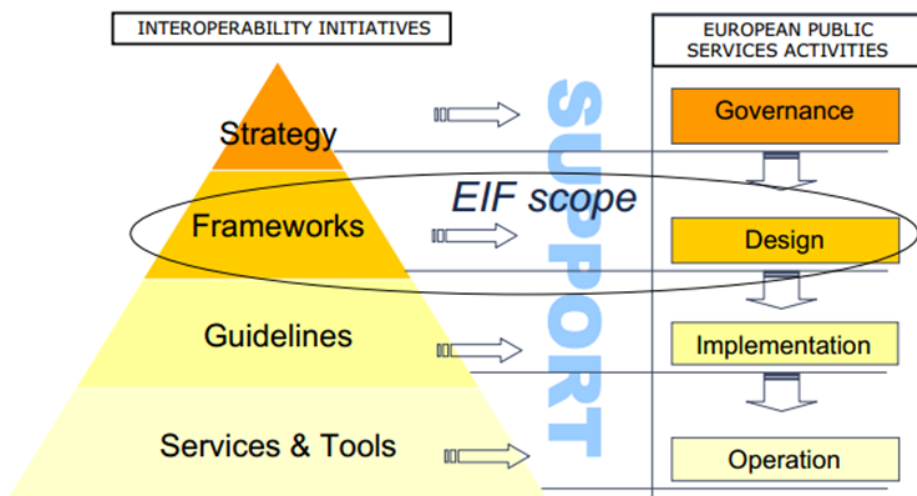 INTEROPERABILITY INITIATIVES
EUROPEAN PUBLIC
SERVICES ACTIVITIES
Strategy
SUPPORT
Governance
EIF scope
Frameworks
Design
Guidelines
Implementation
Services & Tools
Operation